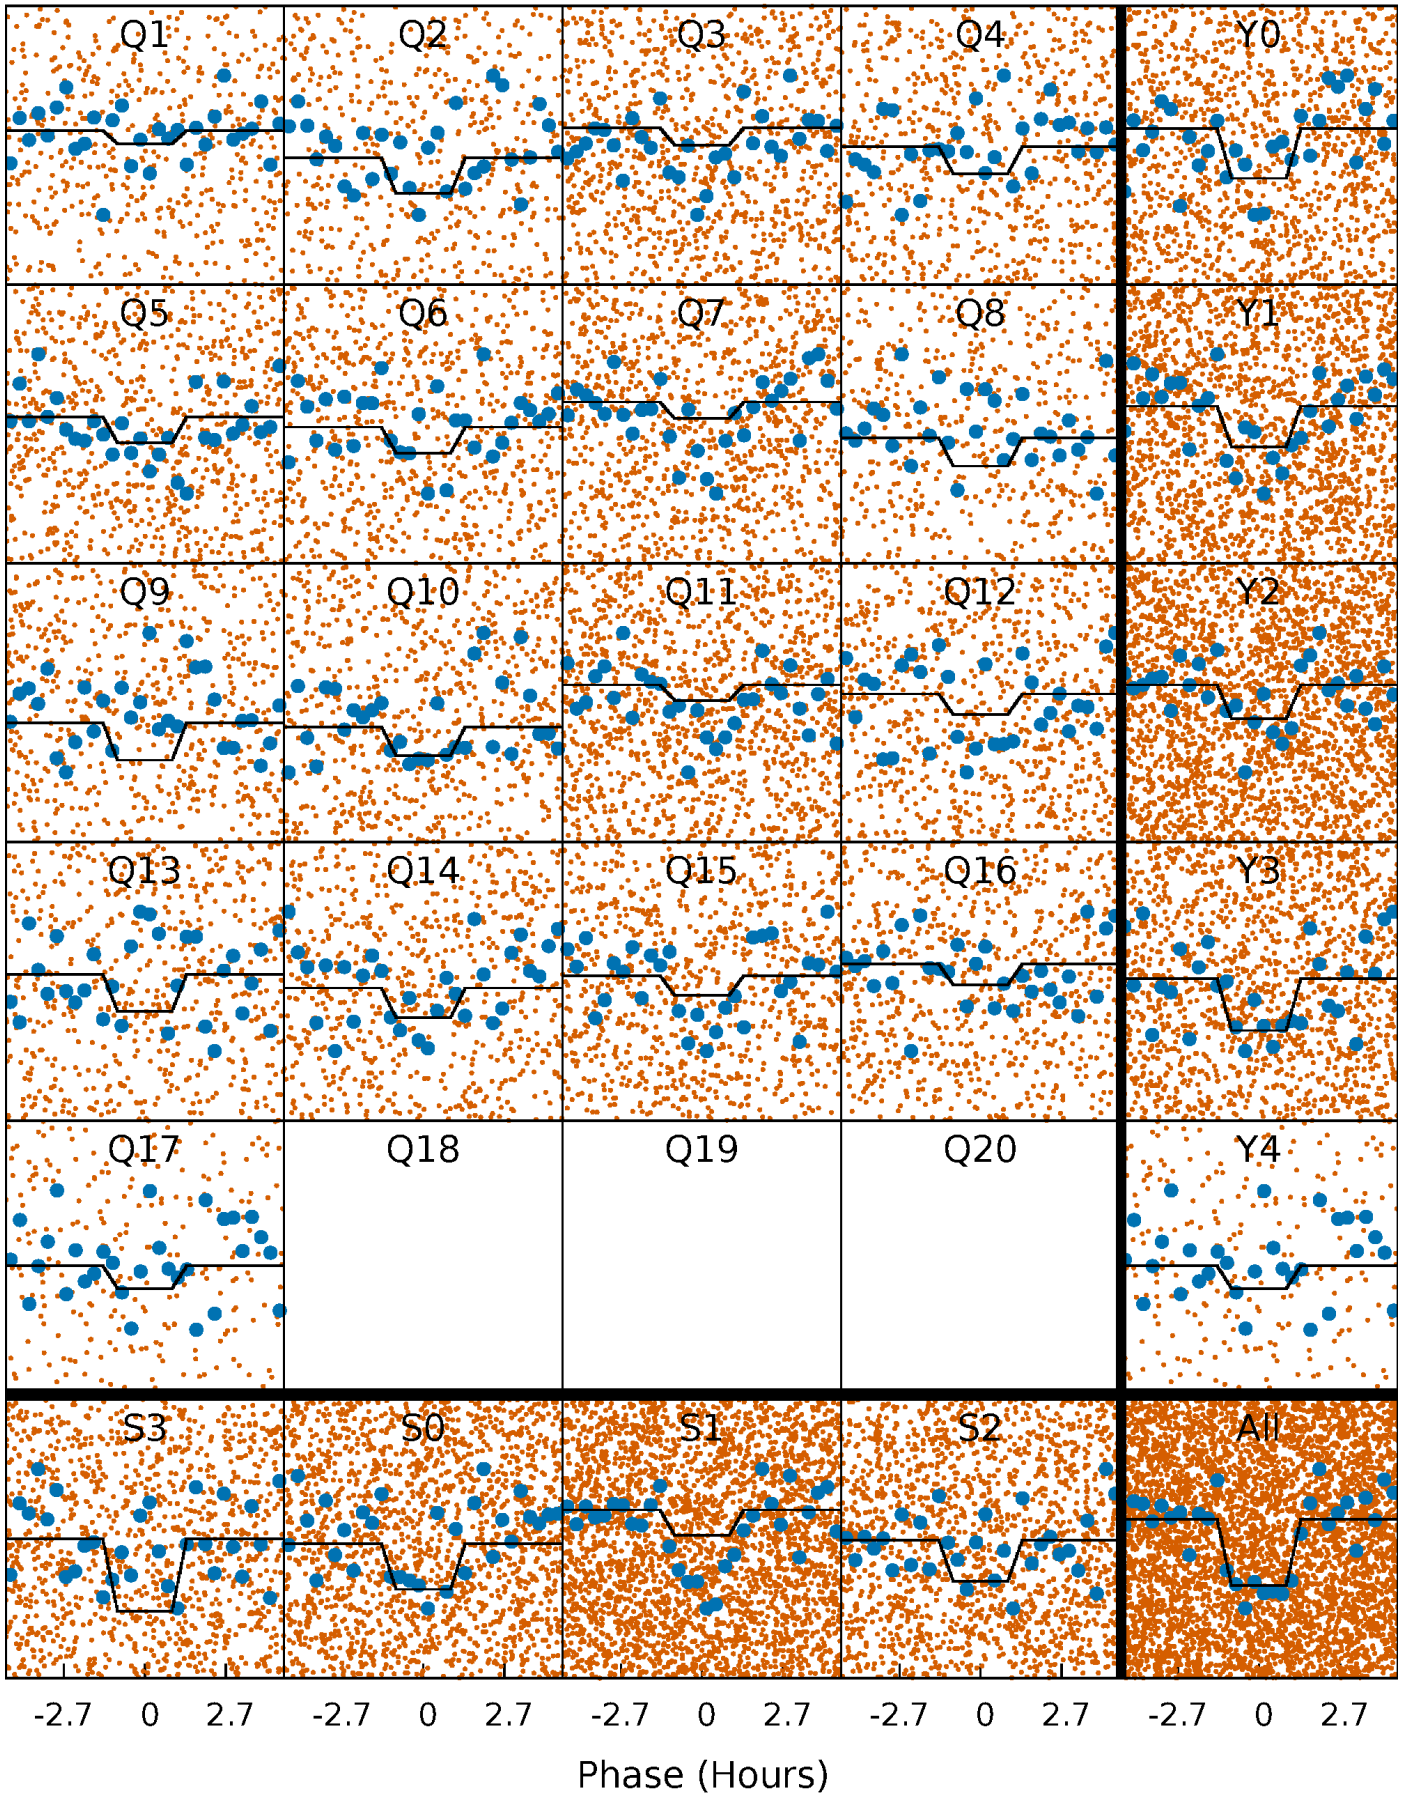 Q1 Q2 Q3 Q4 Y0
Q5 Q6 Q7 Q8 Y1
Q9 Q10 Q11 Q12 Y2
Q13 Q14 Q15 Q16 Y3
Q17 Q18 Q19 Q20 Y4
S3 S0 S1 S2 All
-2.7 0 2.7 -2.7 0 2.7 -2.7 0 2.7 -2.7 0 2.7 -2.7 0 2.7
Phase (Hours)